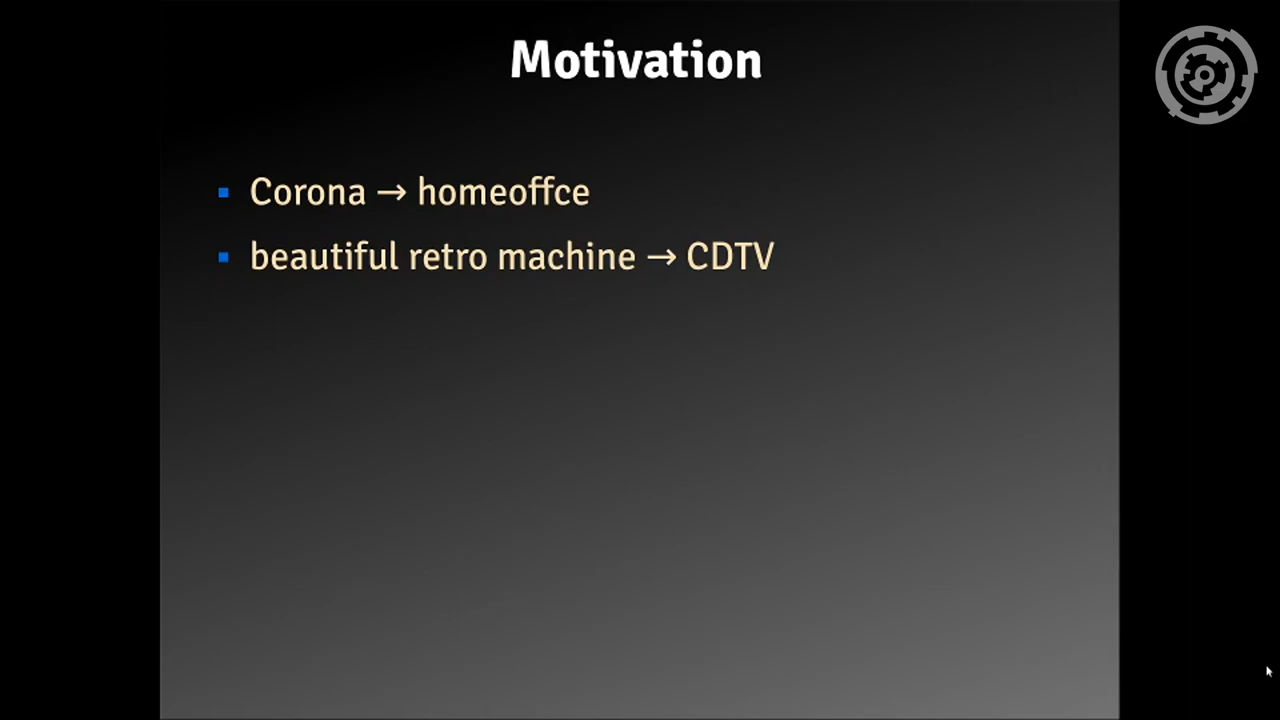 Motivation
Corona → homeoffce
beautiful retro machine → CDTV